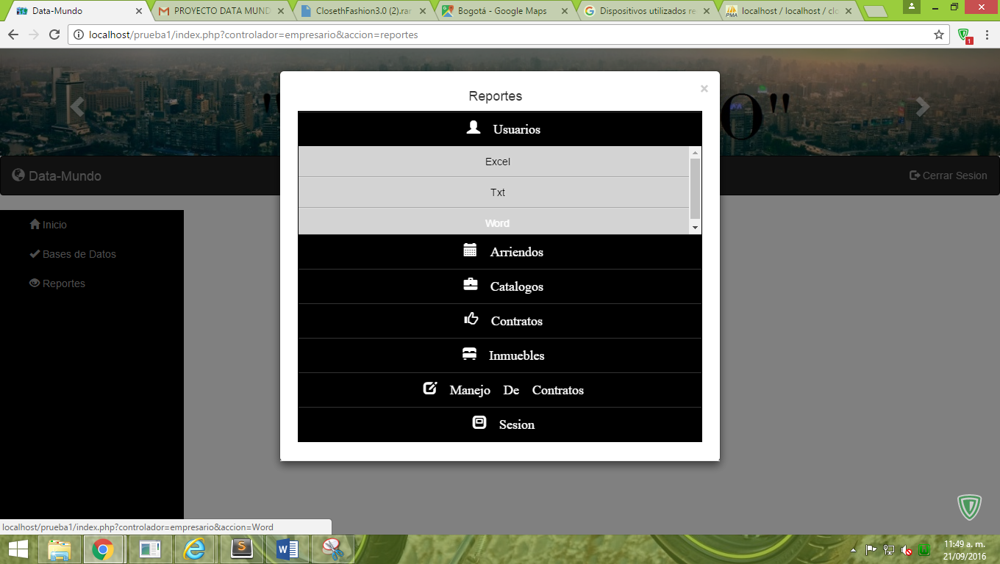 Data-Mundo
PROYECTO DATA MUND
ClosethFashion3.0 (2).rar
Bogotá - Google Maps
Dispositivos utilizados re
localhost / localhost / clo
localhost/prueba1/index.php?controlador=empresario&accion=reportes
1
"
O"
Reportes
×
Usuarios
Excel
Txt
Word
Arriendos
Catalogos
Contratos
Inmuebles
Manejo De Contratos
Sesion
Data-Mundo
Cerrar Sesion
Inicio
Bases de Datos
Reportes
localhost/prueba1/index.php?controlador=empresario&accion=Word
11:49 a. m.
21/09/2016